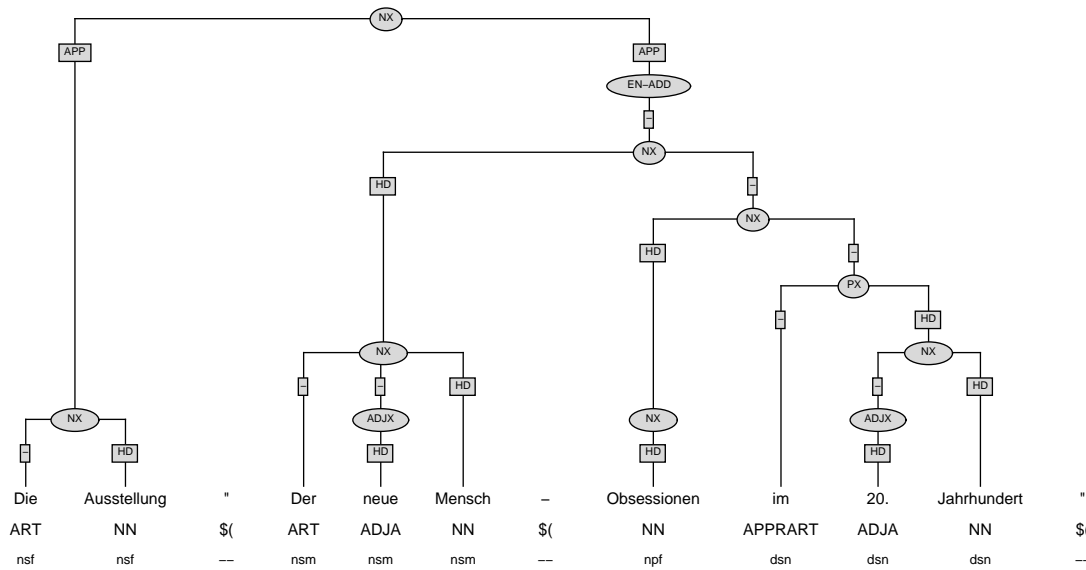 NX
APP APP
EN–ADD
–
NX
HD –
NX
HD –
PX
– HD
NX NX
– – HD – HD
NX ADJX NX ADJX
– HD HD HD HD
Die Ausstellung " Der neue Mensch – Obsessionen im 20. Jahrhundert "
ART NN $( ART ADJA NN $( NN APPRART ADJA NN $(
nsf nsf –– nsm nsm nsm –– npf dsn dsn dsn ––